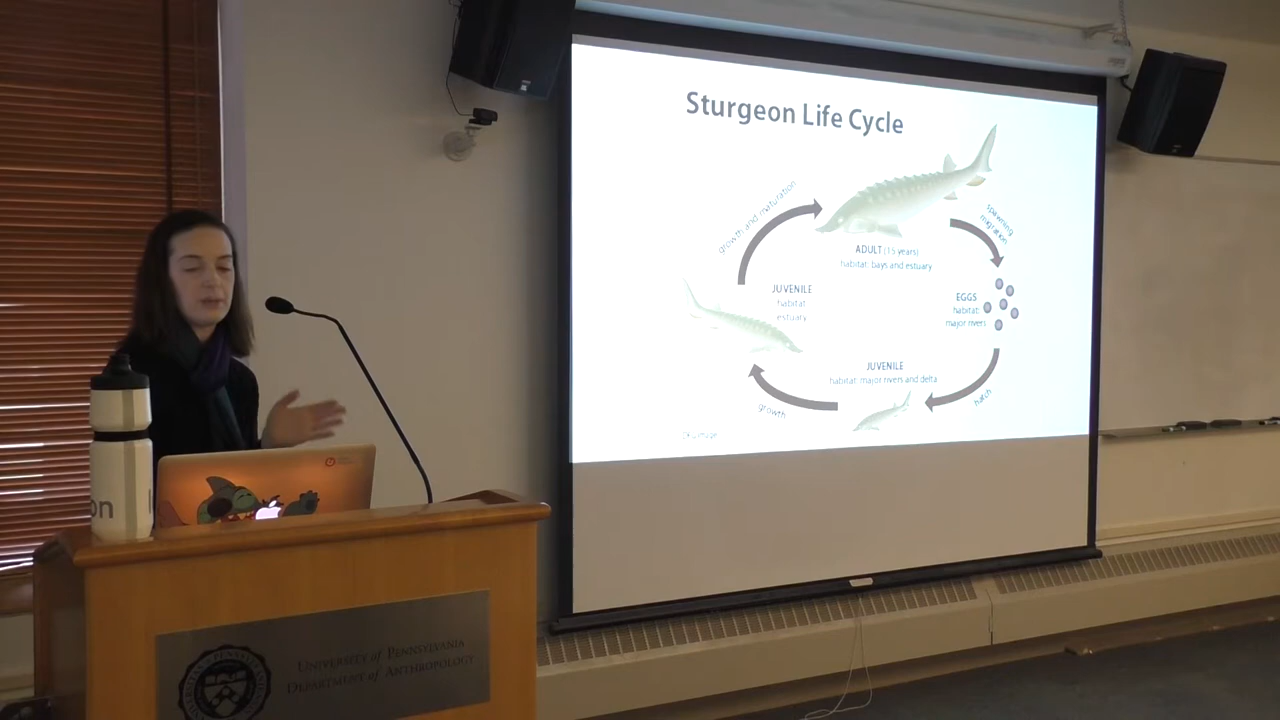 Sturgeon Life Cycle
growth and maturation
spawning
migration
ADULT (15 years)
habitat: bays and estuary
JUVENILE
habitat:
estuary
EGGS
habitat:
major rivers
JUVENILE
habitat: major rivers and delta
growth
hatch
on
UNIVERSITY of PENNSYLVANIA
DEPARTMENT of ANTHROPOLOGY